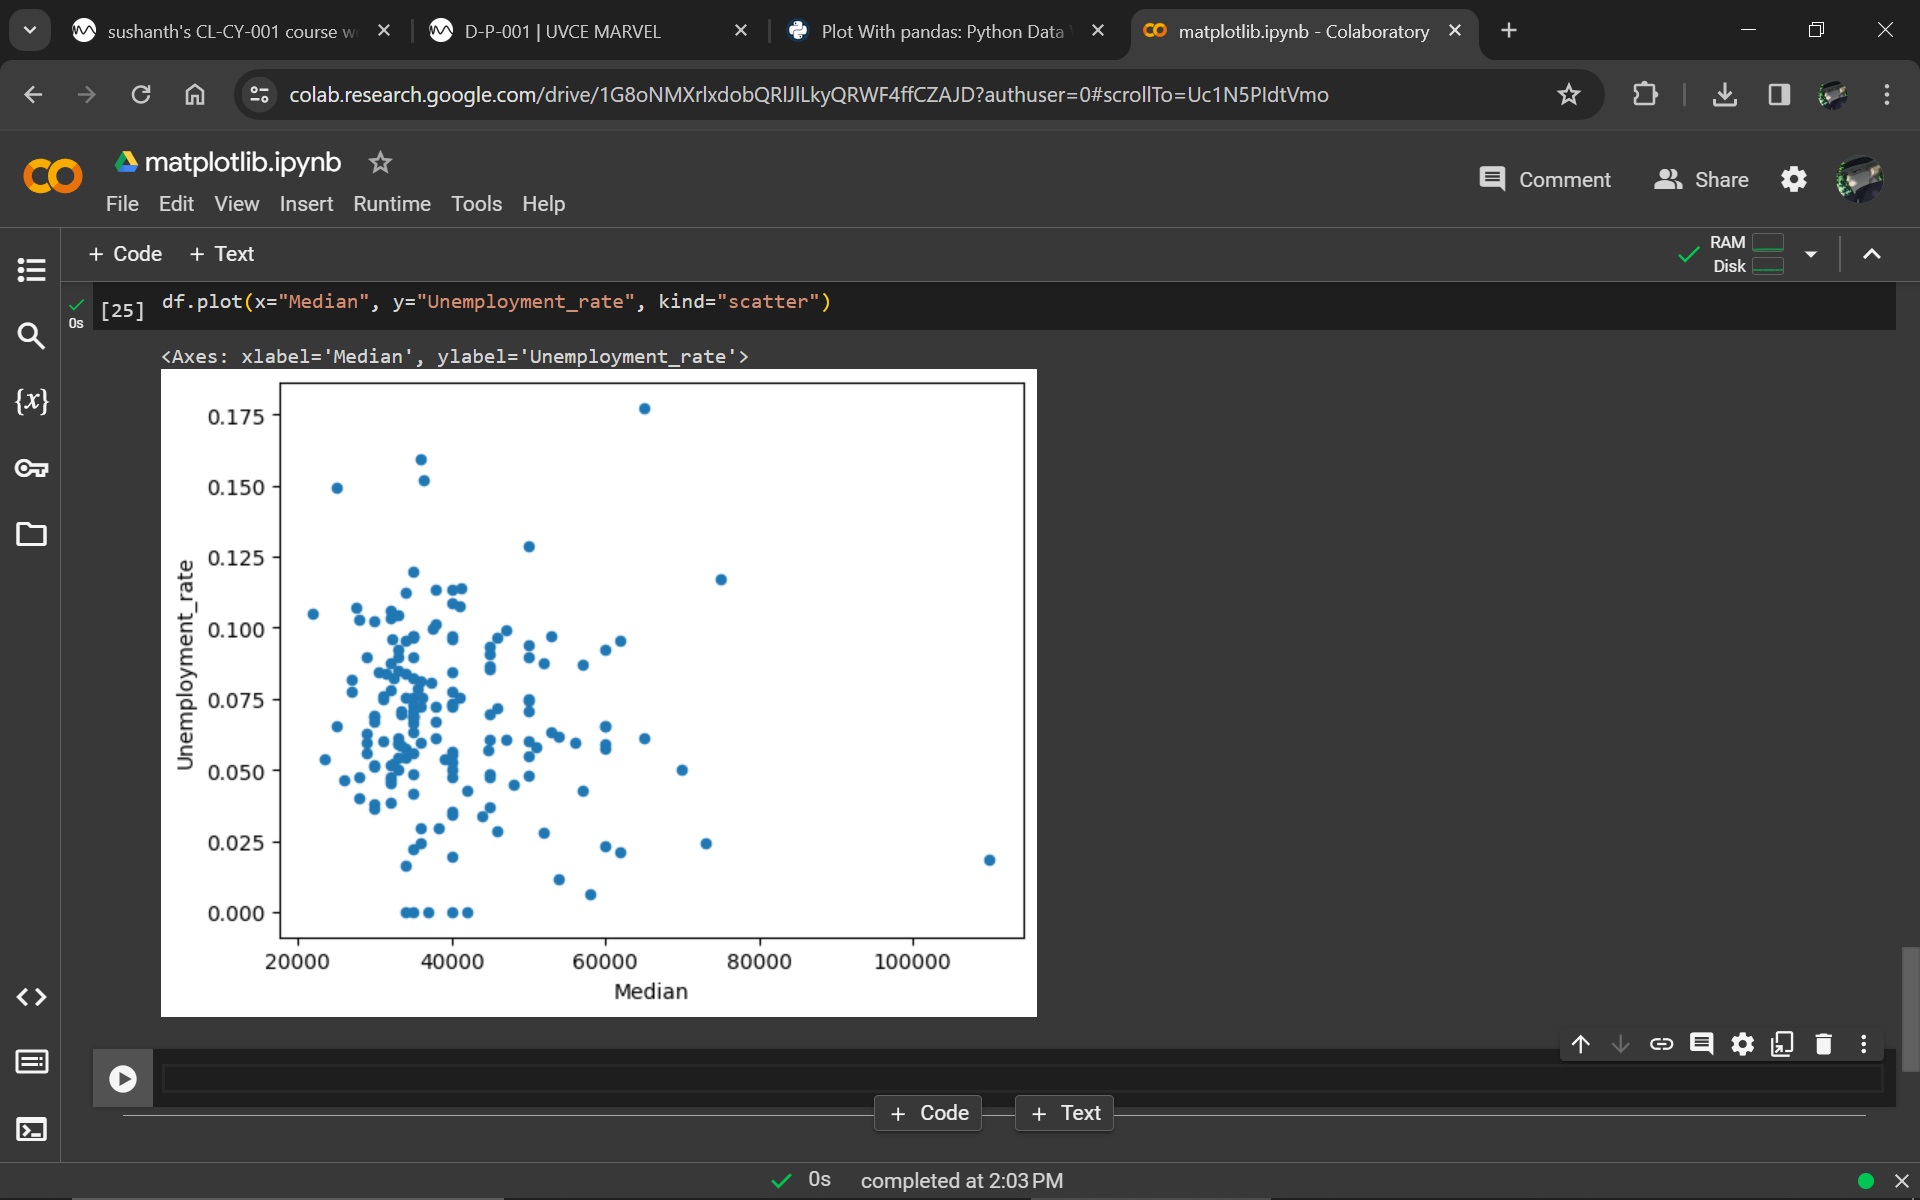 sushanth's CL-CY-001 course w
D-P-001 | UVCE MARVEL
Plot With pandas: Python Data
matplotlib.ipynb - Colaboratory
colab.research.google.com/drive/1G8oNMXrlxdobQRlJlLkyQRWF4ffCZAJD?authuser=0#scrollTo=Uc1N5PIdtVmo
matplotlib.ipynb
Comment
Share
File Edit View Insert Runtime Tools Help
+ Code + Text
RAM
Disk
0s
[25] df.plot(x="Median", y="Unemployment_rate", kind="scatter")
<Axes: xlabel='Median', ylabel='Unemployment_rate'>
0.175
0.150
0.125
0.100
0.075
0.050
0.025
0.000
Unemployment_rate
20000 40000 60000 80000 100000
Median
+ Code + Text
0s completed at 2:03 PM